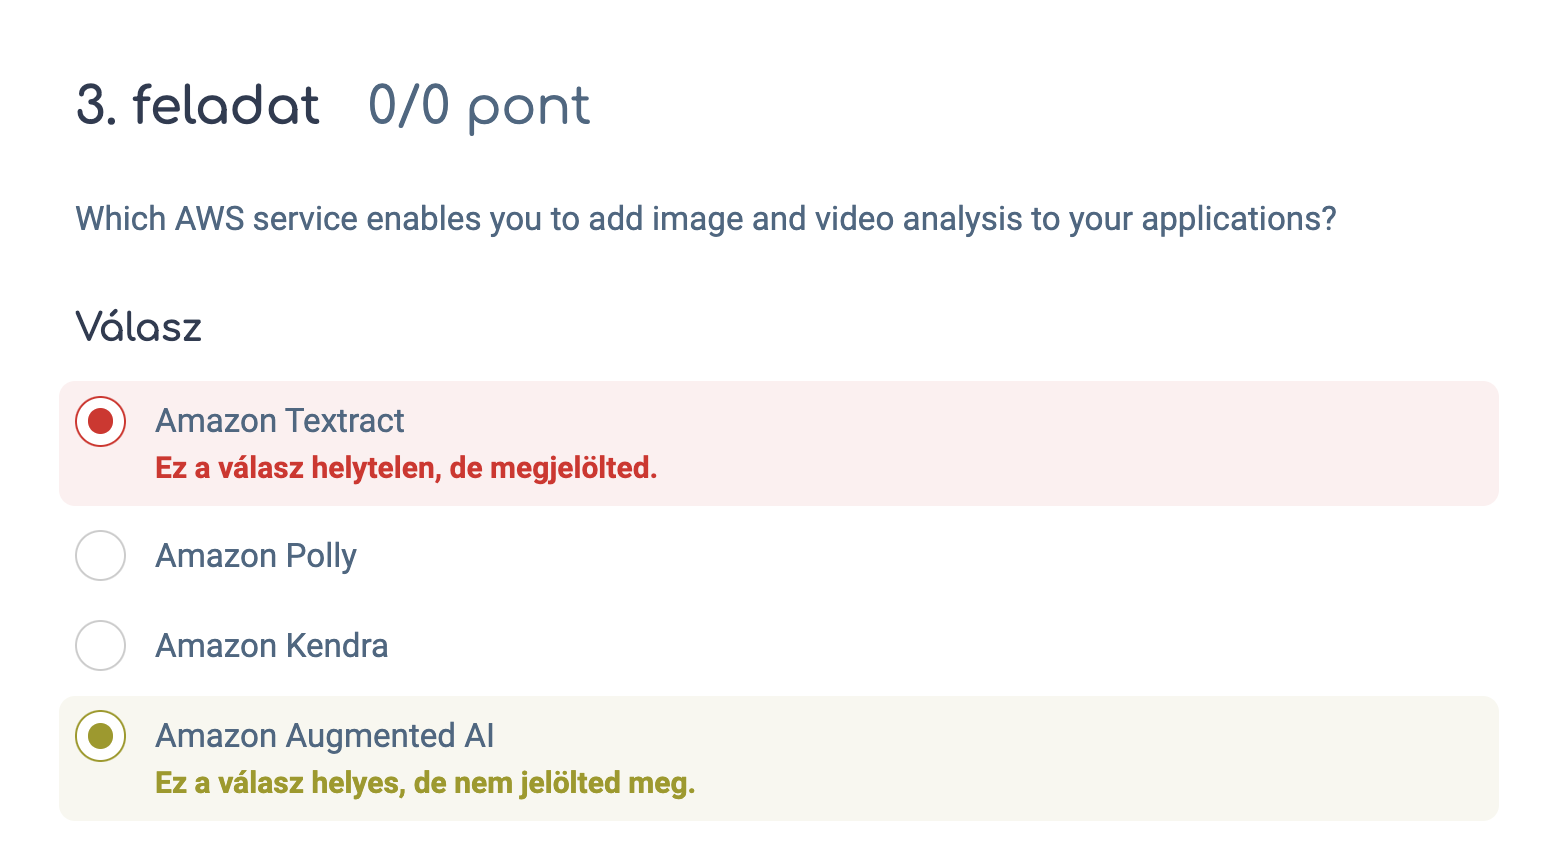 3. feladat 0/0 pont
Which AWS service enables you to add image and video analysis to your applications?
Válasz
Amazon Textract
Ez a válasz helytelen, de megjelölted.
Amazon Polly
Amazon Kendra
Amazon Augmented AI
Ez a válasz helyes, de nem jelölted meg.